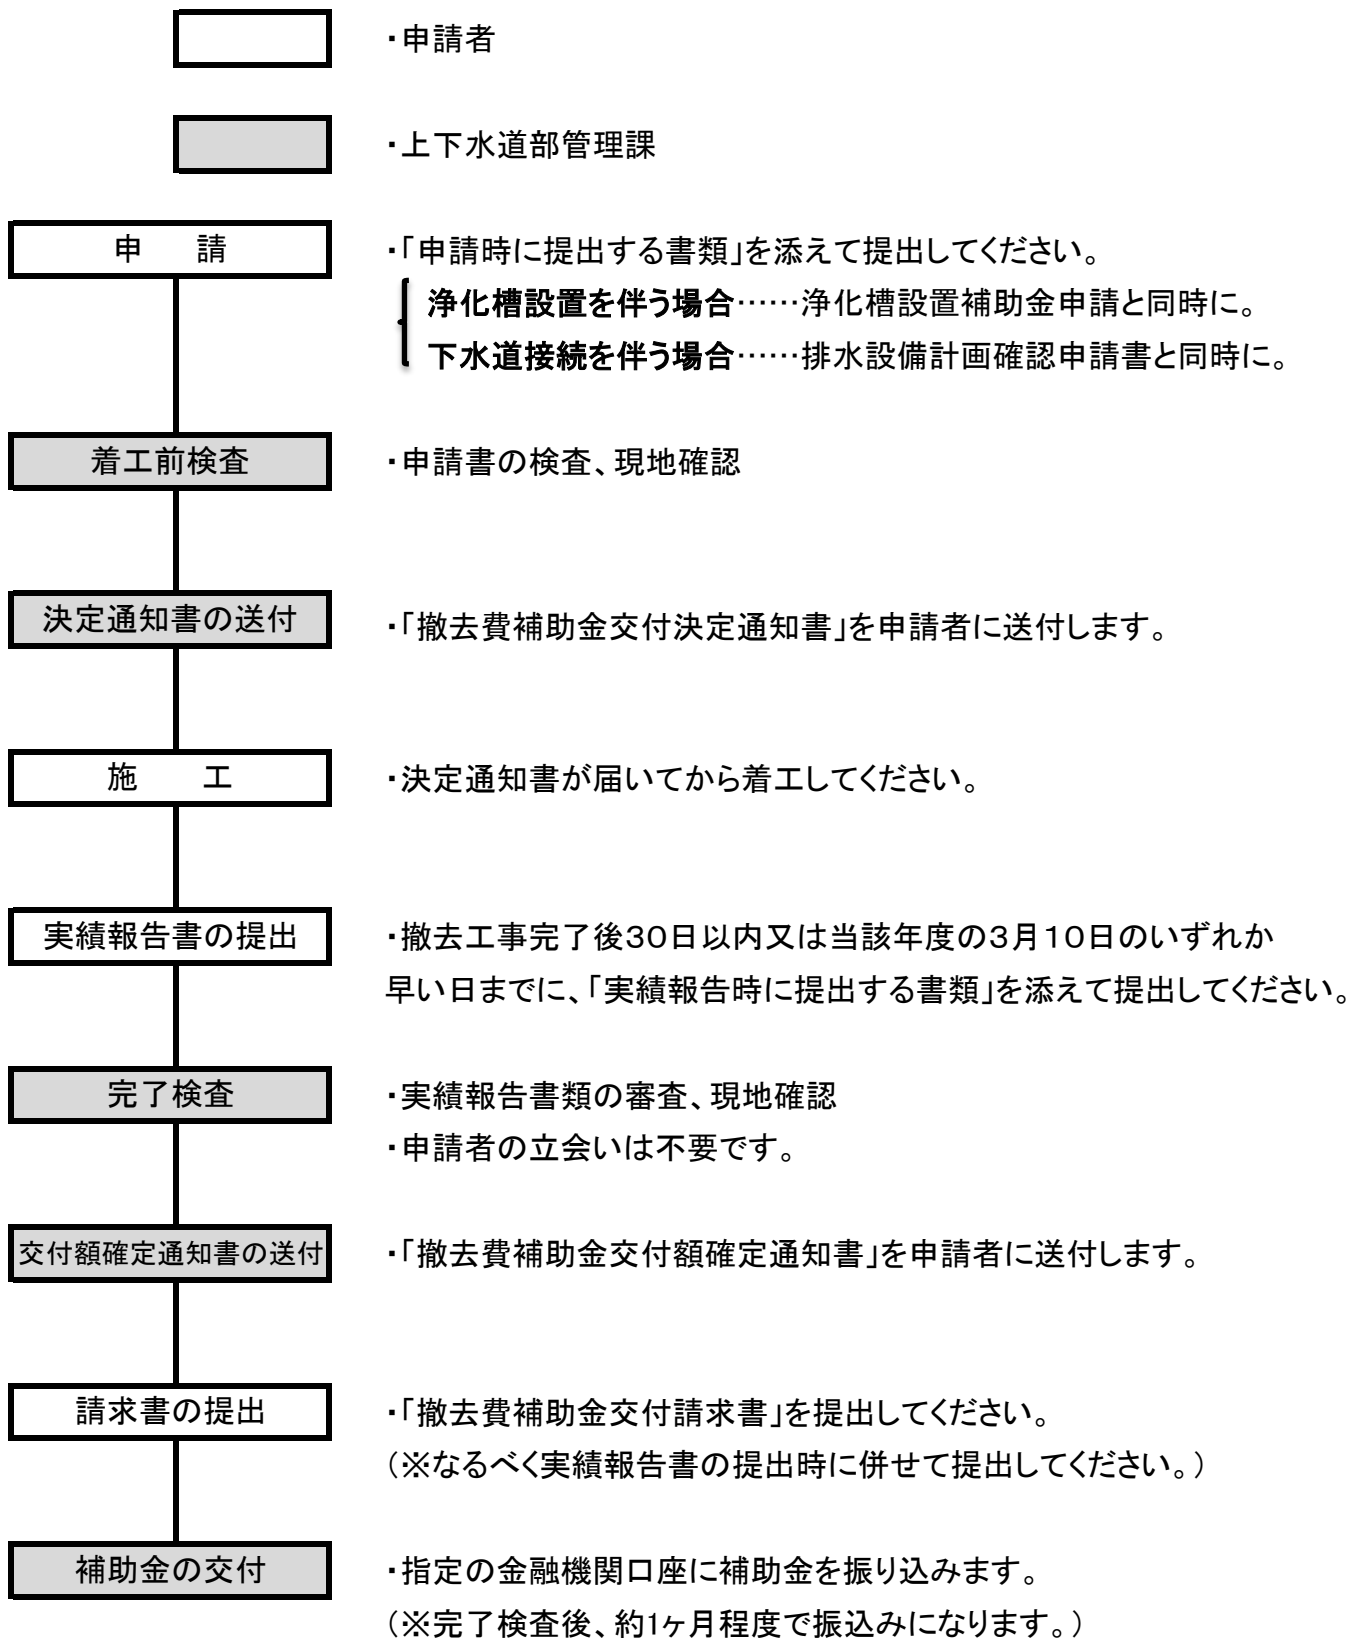 ・申請者
・上下水道部管理課
申　　請
・「申請時に提出する書類」を添えて提出してください。
浄化槽設置を伴う場合……浄化槽設置補助金申請と同時に。
下水道接続を伴う場合……排水設備計画確認申請書と同時に。
着工前検査
・申請書の検査、現地確認
決定通知書の送付
・「撤去費補助金交付決定通知書」を申請者に送付します。
施　　工
・決定通知書が届いてから着工してください。
実績報告書の提出
・撤去工事完了後３０日以内又は当該年度の３月１０日のいずれか
早い日までに、「実績報告時に提出する書類」を添えて提出してください。
完了検査
・実績報告書類の審査、現地確認
・申請者の立会いは不要です。
交付額確定通知書の送付
・「撤去費補助金交付額確定通知書」を申請者に送付します。
請求書の提出
・「撤去費補助金交付請求書」を提出してください。
（※なるべく実績報告書の提出時に併せて提出してください。）
補助金の交付
・指定の金融機関口座に補助金を振り込みます。
（※完了検査後、約1ヶ月程度で振込みになります。）